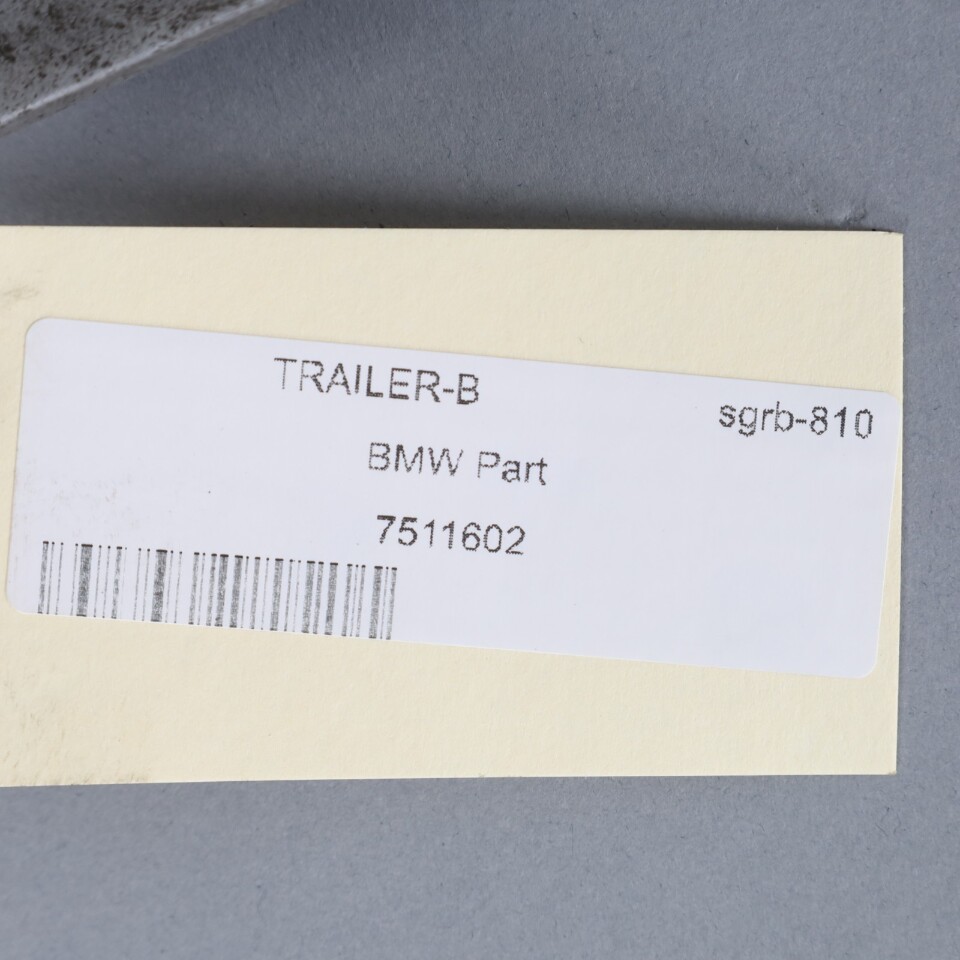 TRAILER-B
sgrb-810
BMW Part
7511602